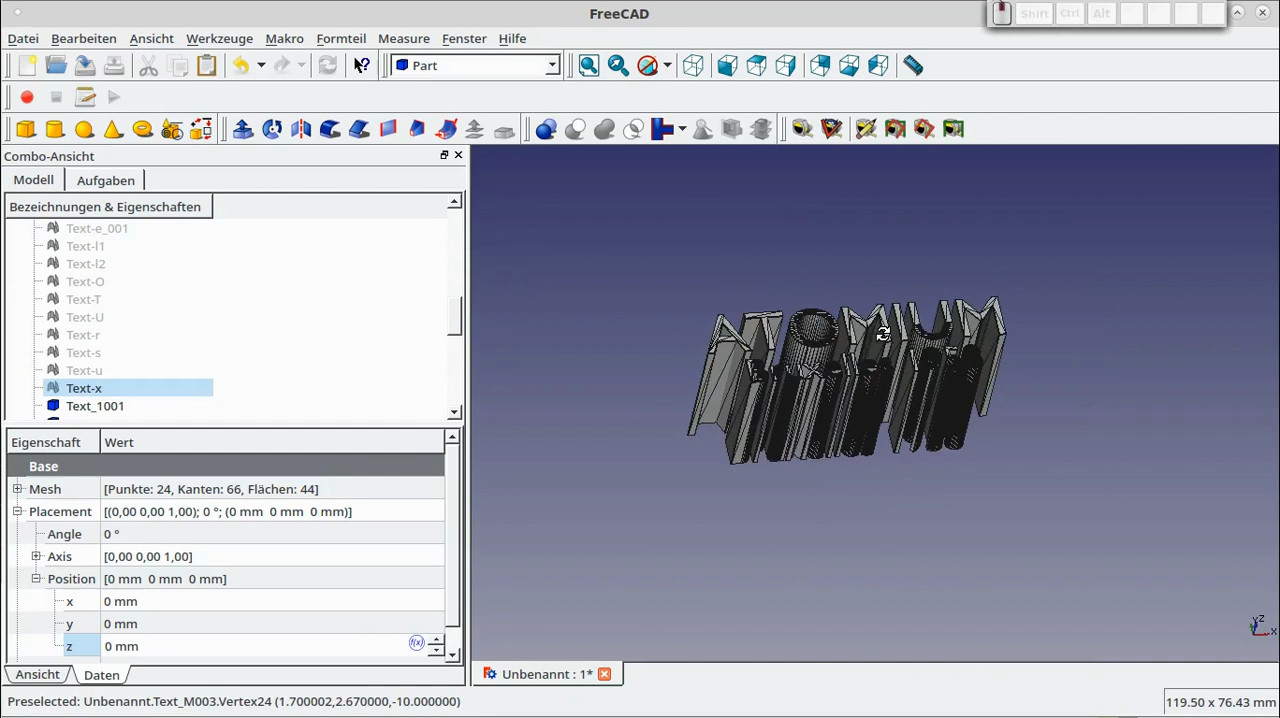 FreeCAD
Shift Ctrl Alt
Datei Bearbeiten Ansicht Werkzeuge Makro Formteil Measure Fenster Hilfe
Part
Combo-Ansicht
Modell Aufgaben
Bezeichnungen & Eigenschaften
Text-e_001
Text-l1
Text-l2
Text-O
Text-T
Text-U
Text-r
Text-s
Text-u
Text-x
Text_1001
Eigenschaft Wert
Base
Mesh [Punkte: 24, Kanten: 66, Flächen: 44]
Placement [(0,00 0,00 1,00); 0 °; (0 mm 0 mm 0 mm)]
Angle 0 °
Axis [0,00 0,00 1,00]
Position [0 mm 0 mm 0 mm]
x 0 mm
y 0 mm
z 0 mm
f(x)
Ansicht Daten
Unbenannt : 1*
Preselected: Unbenannt.Text_M003.Vertex24 (1.700002,2.670000,-10.000000)
119.50 x 76.43 mm